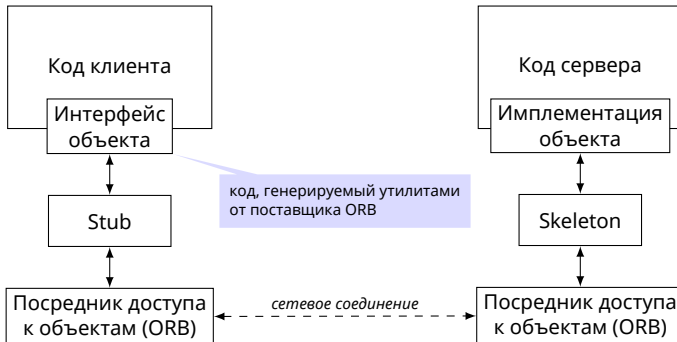 Код клиента
Код сервера
Интерфейс
объекта
Имплементация
объекта
код, генерируемый утилитами
от поставщика ORB
Stub
Skeleton
Посредник доступа
к объектам (ORB)
сетевое соединение
Посредник доступа
к объектам (ORB)